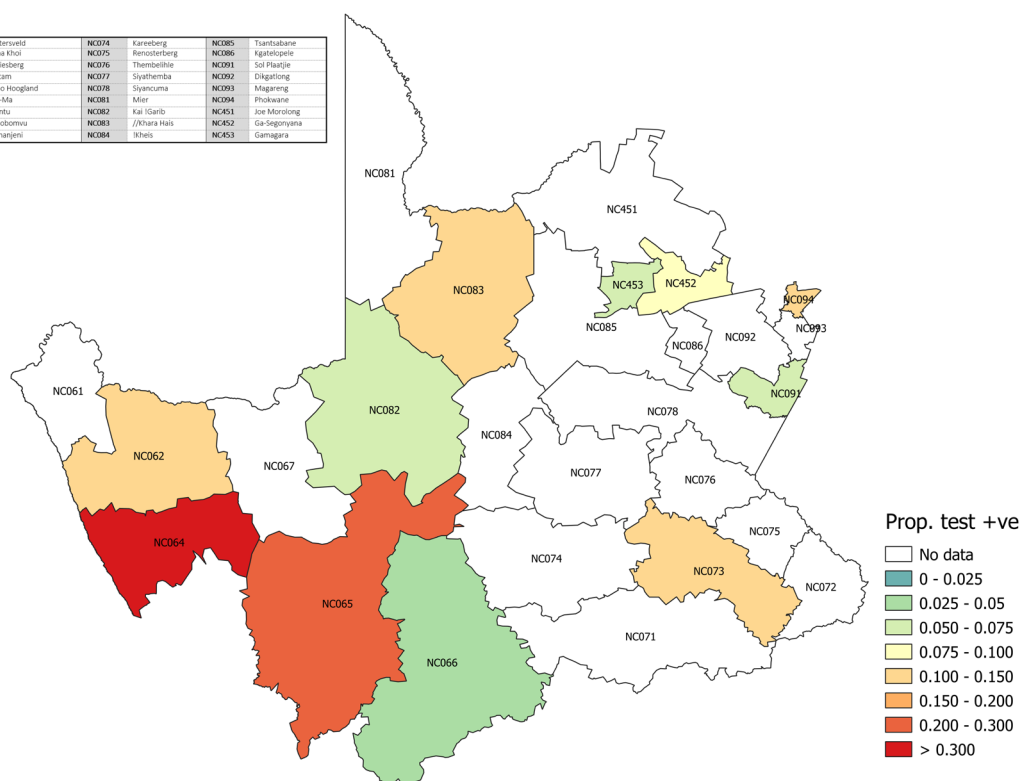 tersveld NC074 Kareeberg NC085 Tsantsabane
a Khoi NC075 Renosterberg NC086 Kgatelopele
iesberg NC076 Thembelihle NC091 Sol Plaatjie
am NC077 Siyathemba NC092 Dikgatlong
o Hoogland NC078 Siyancuma NC093 Magareng
-Ma NC081 Mier NC094 Phokwane
ntu NC082 Kai !Garib NC451 Joe Morolong
obomvu NC083 //Khara Hais NC452 Ga-Segonyana
nanjeni NC084 !Kheis NC453 Gamagara
NC081
NC451
NC083
NC453
NC452
NC094
NC085
NC093
NC092
NC086
NC061
NC091
NC082
NC078
NC084
NC062
NC067
NC077
NC076
NC064
NC075
NC074
NC073
NC072
NC065
NC071
NC066
Prop. test +ve
No data
0 - 0.025
0.025 - 0.05
0.050 - 0.075
0.075 - 0.100
0.100 - 0.150
0.150 - 0.200
0.200 - 0.300
> 0.300